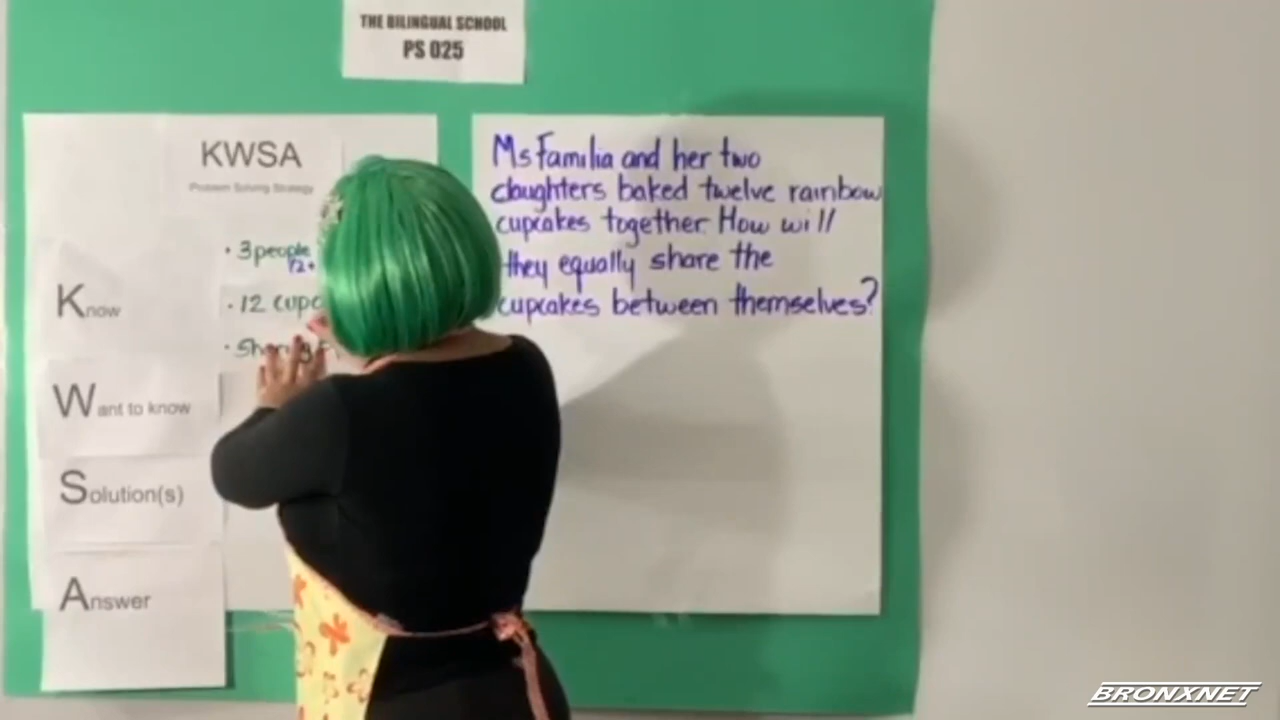 THE BILINGUAL SCHOOL
PS 025
KWSA
Problem Solving Strategy
Know
· 3 people
12
· 12 cupc
Want to know
Solution(s)
Answer
Ms Familia and her two
daughters baked twelve rainbow
cupcakes together. How will
they equally share the
cupcakes between themselves?
BRONXNET